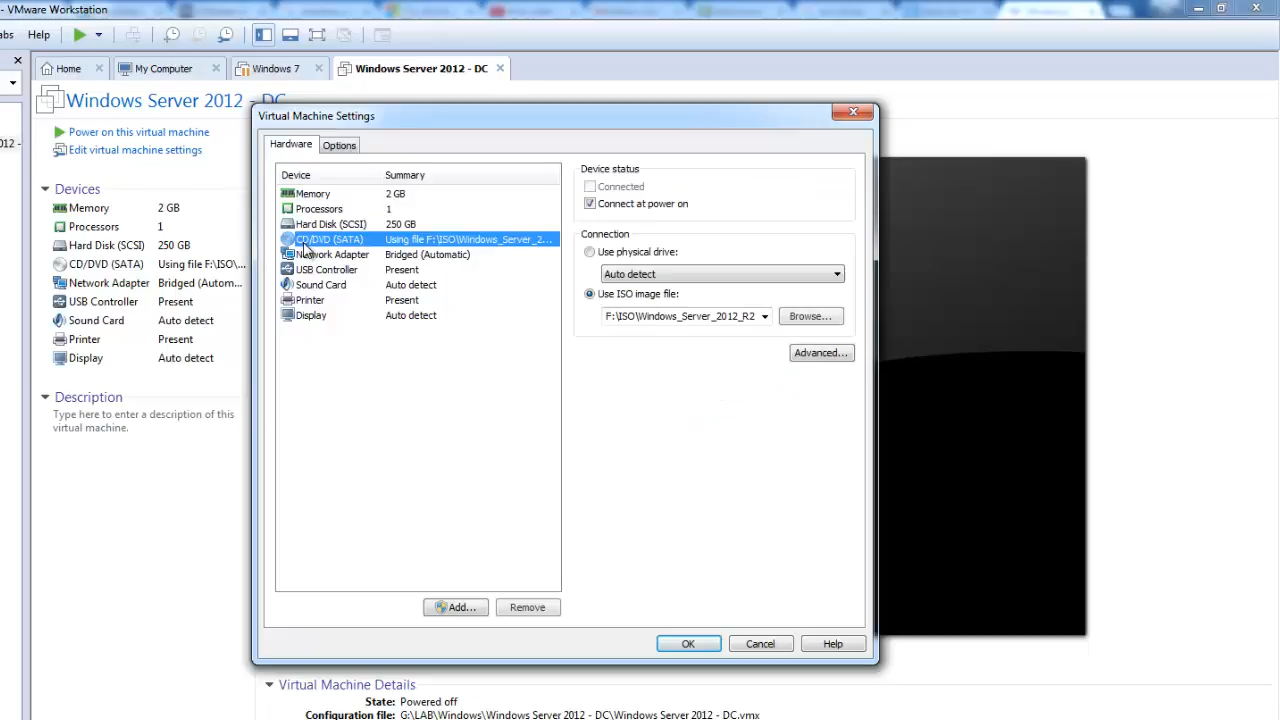 - VMware Workstation
abs Help
Home My Computer Windows 7 Windows Server 2012 - DC
Windows Server 2012 - DC
Power on this virtual machine
Edit virtual machine settings
2012 -
Devices
Memory 2 GB
Processors 1
Hard Disk (SCSI) 250 GB
CD/DVD (SATA) Using file F:\ISO\...
Network Adapter Bridged (Autom...
USB Controller Present
Sound Card Auto detect
Printer Present
Display Auto detect
Description
Type here to enter a description of this
virtual machine.
Virtual Machine Settings
Hardware Options
Device Summary
Memory 2 GB
Processors 1
Hard Disk (SCSI) 250 GB
CD/DVD (SATA) Using file F:\ISO\Windows_Server_2...
Network Adapter Bridged (Automatic)
USB Controller Present
Sound Card Auto detect
Printer Present
Display Auto detect
Add... Remove
Device status
Connected
Connect at power on
Connection
Use physical drive:
Auto detect
Use ISO image file:
F:\ISO\Windows_Server_2012_R2 Browse...
Advanced...
OK Cancel Help
Virtual Machine Details
State: Powered off
Configuration file: G:\LAB\Windows\Windows Server 2012 - DC\Windows Server 2012 - DC.vmx